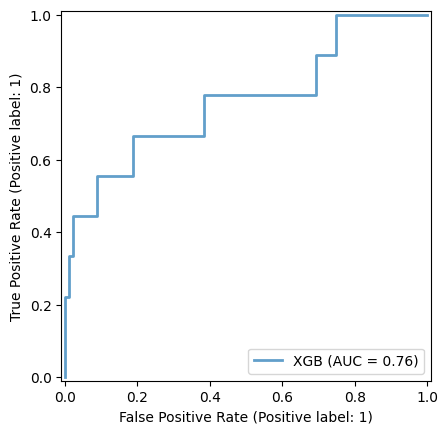 1.0
0.8
0.6
0.4
0.2
0.0
True Positive Rate (Positive label: 1)
XGB (AUC = 0.76)
0.0 0.2 0.4 0.6 0.8 1.0
False Positive Rate (Positive label: 1)